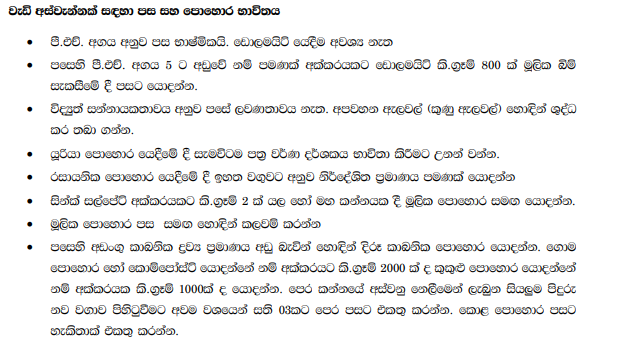 වැඩි අස්වැන්නක් සඳහා පස සහ පොහොර භාවිතය
• පී.එච්. අගය අනුව පස භාෂ්මිකයි. ඩොලමයිට් යෙදීම අවශ්‍ය නැත
• පසෙහි පී.එච්. අගය 5 ට අඩුවේ නම් පමණක් අක්කරයකට ඩොලමයිට් කි.ග්‍රෑම් 800 ක් මූලික බිම්
සැකසීමේ දී පසට යොදන්න.
• විද්‍යුත් සන්නායකතාවය අනුව පසේ ලවණතාවය නැත. අපවහන ඇලවල් (කුණු ඇලවල්) හොඳින් ශුද්ධ
කර තබා ගන්න.
• යූරියා පොහොර යෙදීමේ දී සැමවිටම පත්‍ර වර්ණ දර්ශකය භාවිතා කිරීමට උනන් වන්න.
• රසායනික පොහොර යෙදීමේ දී ඉහත වගුවට අනුව නිර්දේශිත ප්‍රමාණය පමණක් යොදන්න
• සින්ක් සල්පේට් අක්කරයකට කි.ග්‍රෑම් 2 ක් යල හෝ මහ කන්නයක දී මූලික පොහොර සමඟ යොදන්න.
• මූලික පොහොර පස සමඟ හොඳින් කලවම් කරන්න
• පසෙහි අඩංගු කාබනික ද්‍රව්‍ය ප්‍රමාණය අඩු බැවින් හොඳින් දිරූ කාබනික පොහොර යොදන්න. ගොම
පොහොර හෝ කොම්පෝස්ට් යොදන්නේ නම් අක්කරයට කි.ග්‍රෑම් 2000 ක් ද කුකුළු පොහොර යොදන්නේ
නම් අක්කරයක කි.ග්‍රෑම් 1000ක් ද යොදන්න. පෙර කන්නයේ අස්වනු නෙලීමෙන් ලැබුන සියලුම පිදුරු
නව වගාව පිහිටුවීමට අවම වශයෙන් සති 03කට පෙර පසට එකතු කරන්න. කොළ පොහොර පසට
හැකිතාක් එකතු කරන්න.